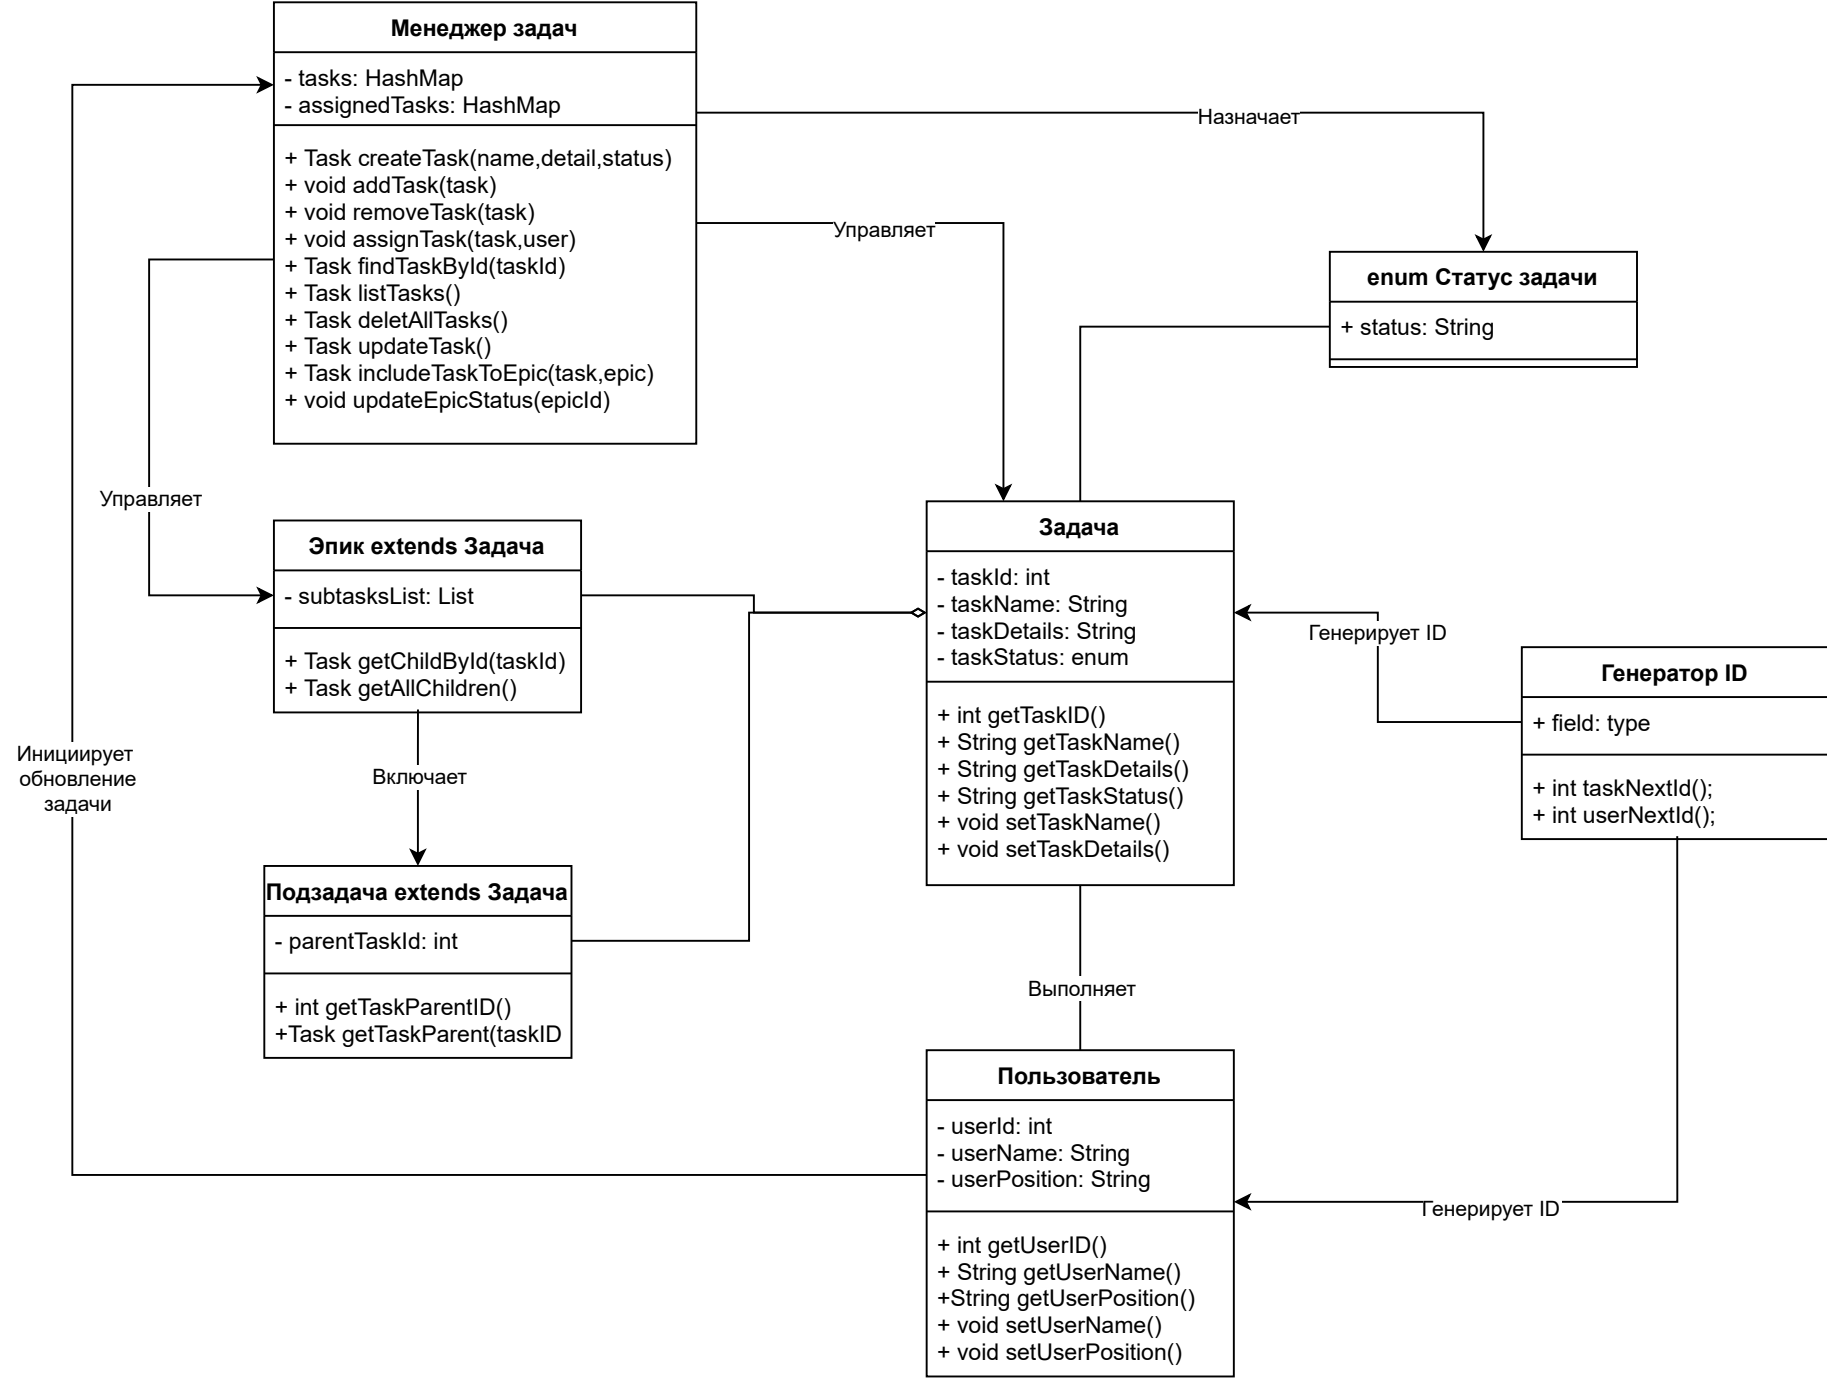 Менеджер задач
- tasks: HashMap
- assignedTasks: HashMap
+ Task createTask(name,detail,status)
+ void addTask(task)
+ void removeTask(task)
+ void assignTask(task,user)
+ Task findTaskById(taskId)
+ Task listTasks()
+ Task deletAllTasks()
+ Task updateTask()
+ Task includeTaskToEpic(task,epic)
+ void updateEpicStatus(epicId)
Назначает
Управляет
enum Статус задачи
+ status: String
Управляет
Эпик extends Задача
- subtasksList: List
+ Task getChildById(taskId)
+ Task getAllChildren()
Задача
- taskId: int
- taskName: String
- taskDetails: String
- taskStatus: enum
+ int getTaskID()
+ String getTaskName()
+ String getTaskDetails()
+ String getTaskStatus()
+ void setTaskName()
+ void setTaskDetails()
Генерирует ID
Генератор ID
+ field: type
+ int taskNextId();
+ int userNextId();
Инициирует
обновление
задачи
Включает
Подзадача extends Задача
- parentTaskId: int
+ int getTaskParentID()
+Task getTaskParent(taskID
Выполняет
Пользователь
- userId: int
- userName: String
- userPosition: String
+ int getUserID()
+ String getUserName()
+String getUserPosition()
+ void setUserName()
+ void setUserPosition()
Генерирует ID